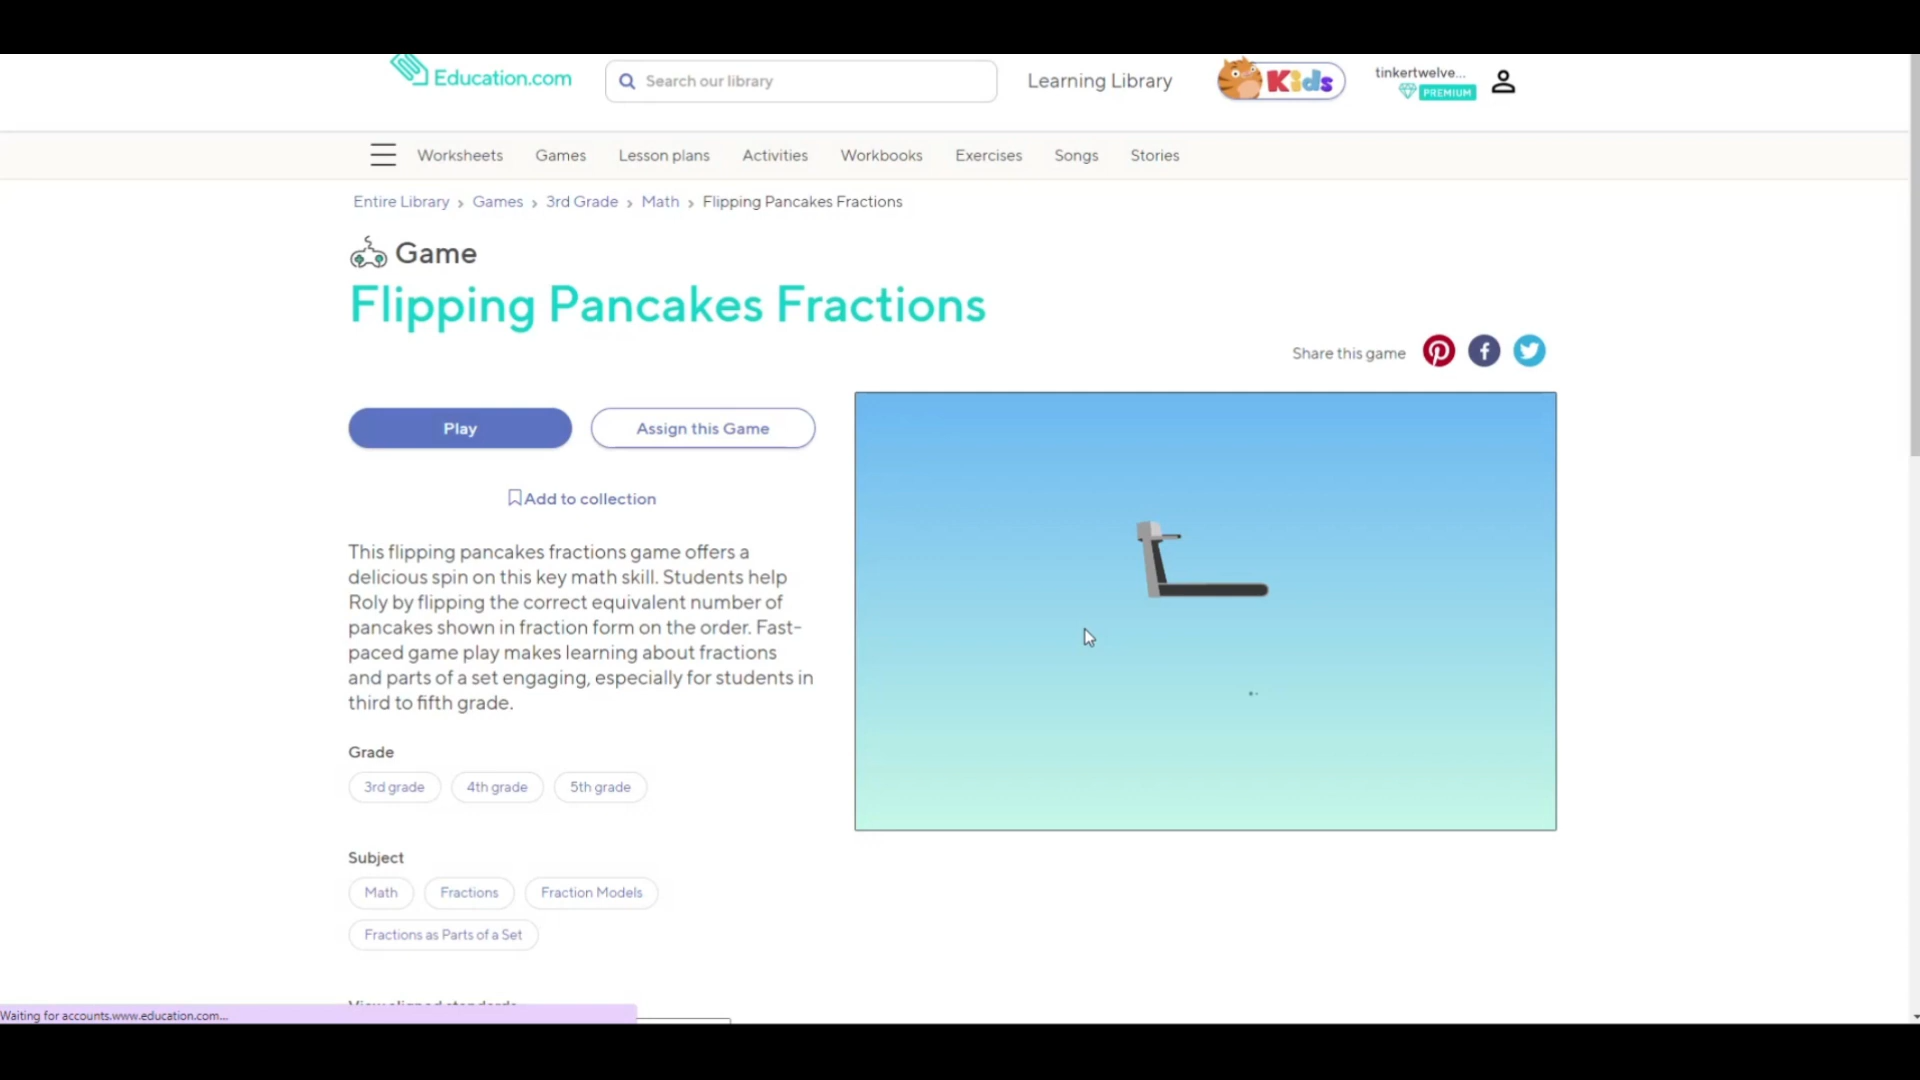 Education.com
Search our library
Learning Library
Kids
tinkertwelve...
PREMIUM
Worksheets Games Lesson plans Activities Workbooks Exercises Songs Stories
Entire Library > Games > 3rd Grade > Math > Flipping Pancakes Fractions
Game
Flipping Pancakes Fractions
Share this game
Play
Assign this Game
Add to collection
This flipping pancakes fractions game offers a
delicious spin on this key math skill. Students help
Roly by flipping the correct equivalent number of
pancakes shown in fraction form on the order. Fast-
paced game play makes learning about fractions
and parts of a set engaging, especially for students in
third to fifth grade.
Grade
3rd grade 4th grade 5th grade
Subject
Math Fractions Fraction Models
Fractions as Parts of a Set
View aligned standards
Waiting for accounts.www.education.com...